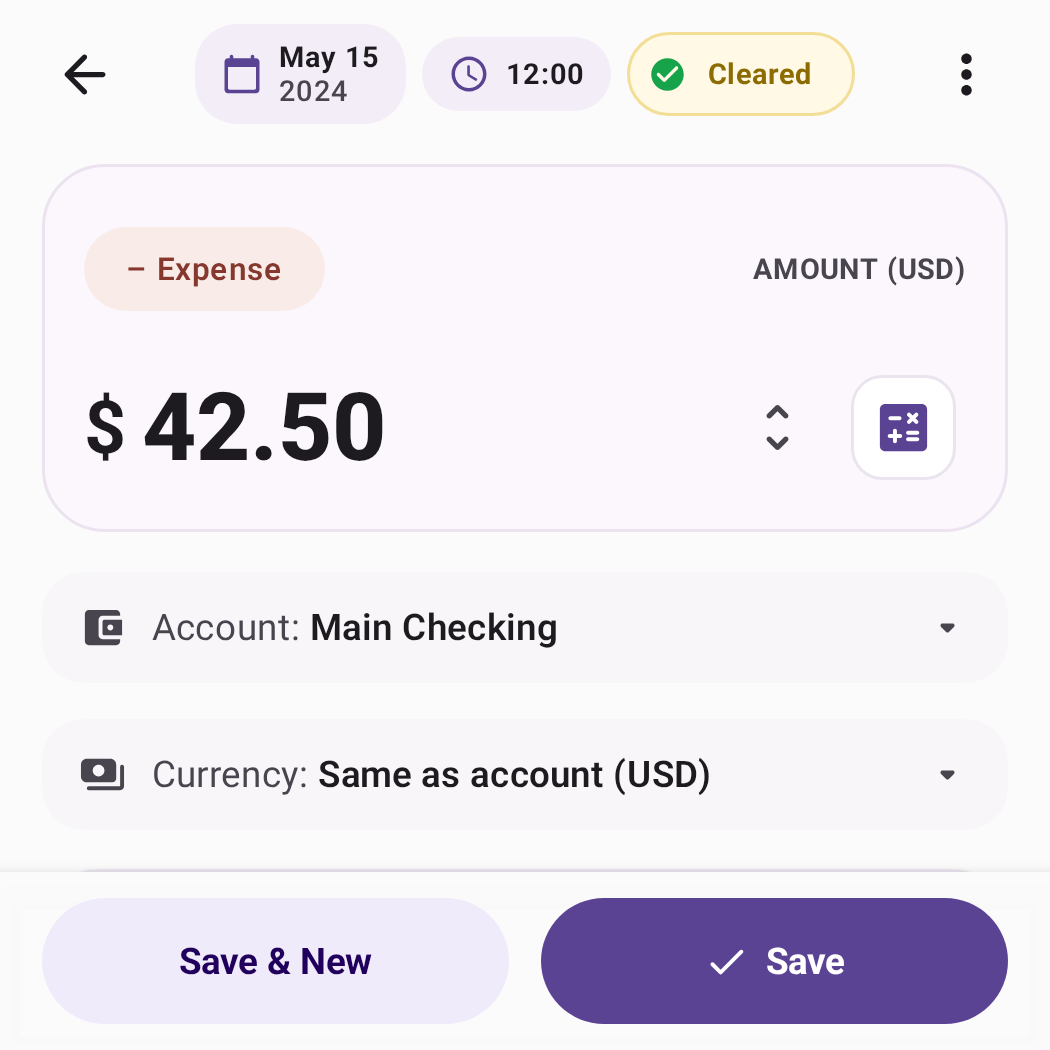 May 15
2024
12:00
Cleared
– Expense
AMOUNT (USD)
$ 42.50
Account: Main Checking
Currency: Same as account (USD)
Save & New
Save